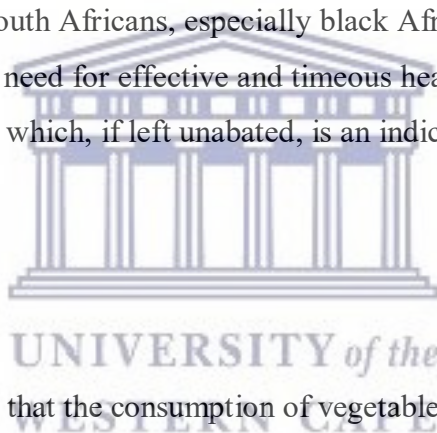 outh Africans, especially black Afr
need for effective and timeous hea
which, if left unabated, is an indic
UNIVERSITY of the
that the consumption of vegetable
WESTERN CAPE